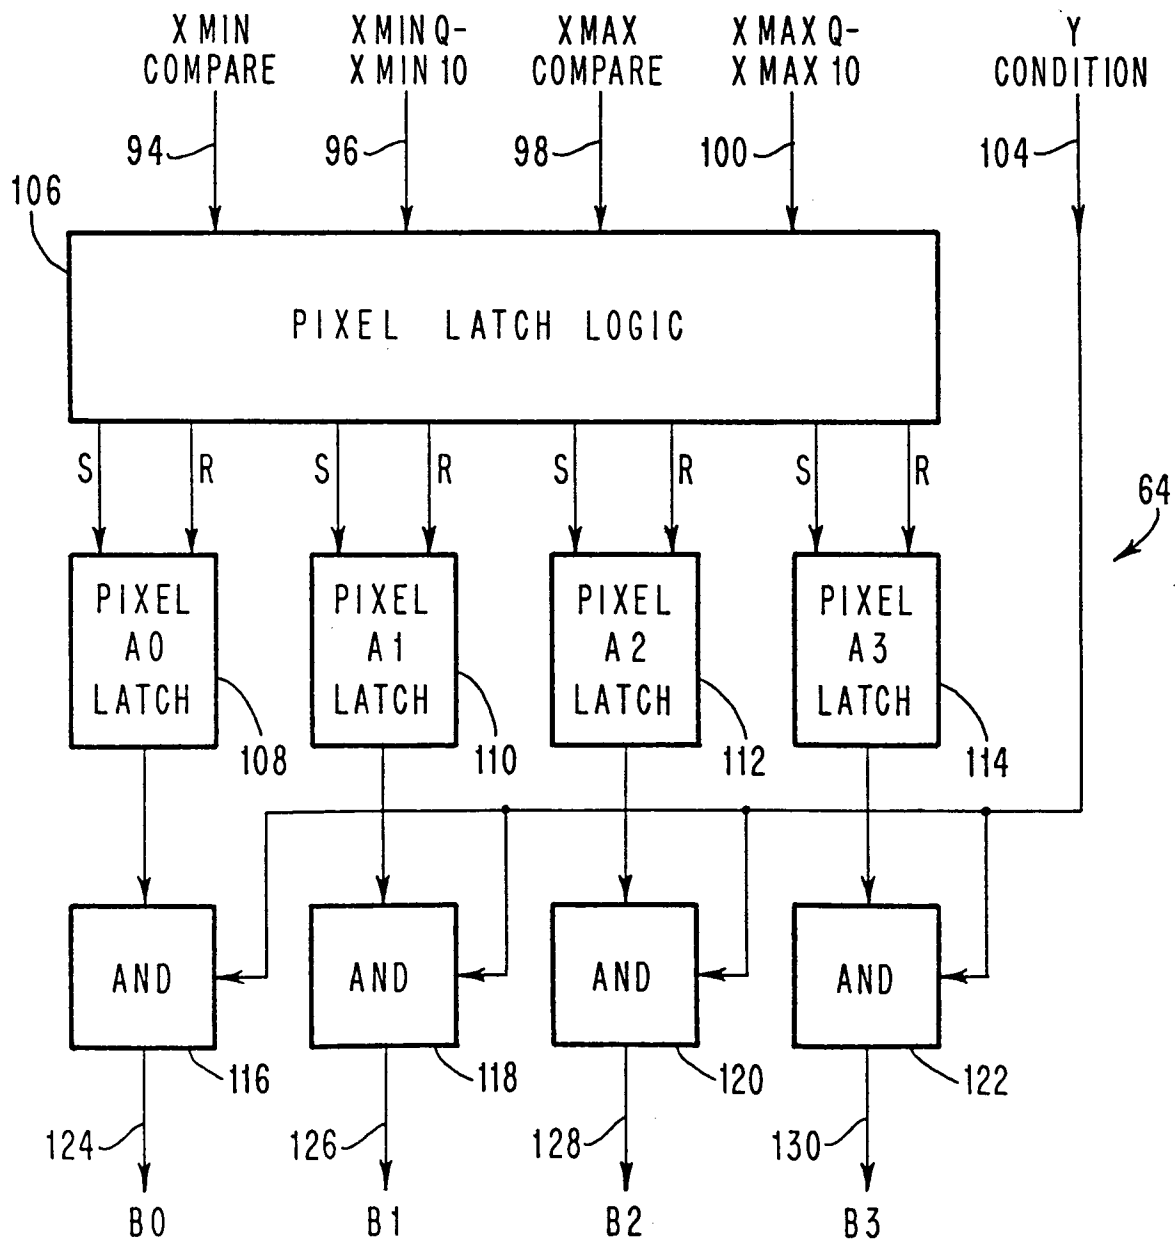 X MIN COMPARE
X MIN Q-
X MIN 10
X MAX COMPARE
X MAX Q-
X MAX 10
Y CONDITION
94
96
98
100
104
106
PIXEL LATCH LOGIC
S
R
S
R
S
R
S
R
64
PIXEL
A0
LATCH
PIXEL
A1
LATCH
PIXEL
A2
LATCH
PIXEL
A3
LATCH
108
110
112
114
AND
AND
AND
AND
116
118
120
122
124
126
128
130
B0
B1
B2
B3